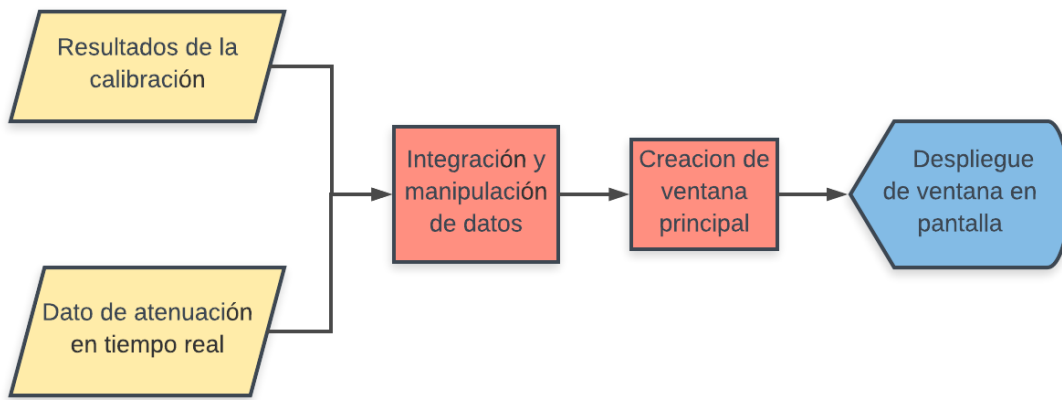 Resultados de la
calibración
Dato de atenuación
en tiempo real
Integración y
manipulación
de datos
Creacion de
ventana
principal
Despliegue
de ventana en
pantalla